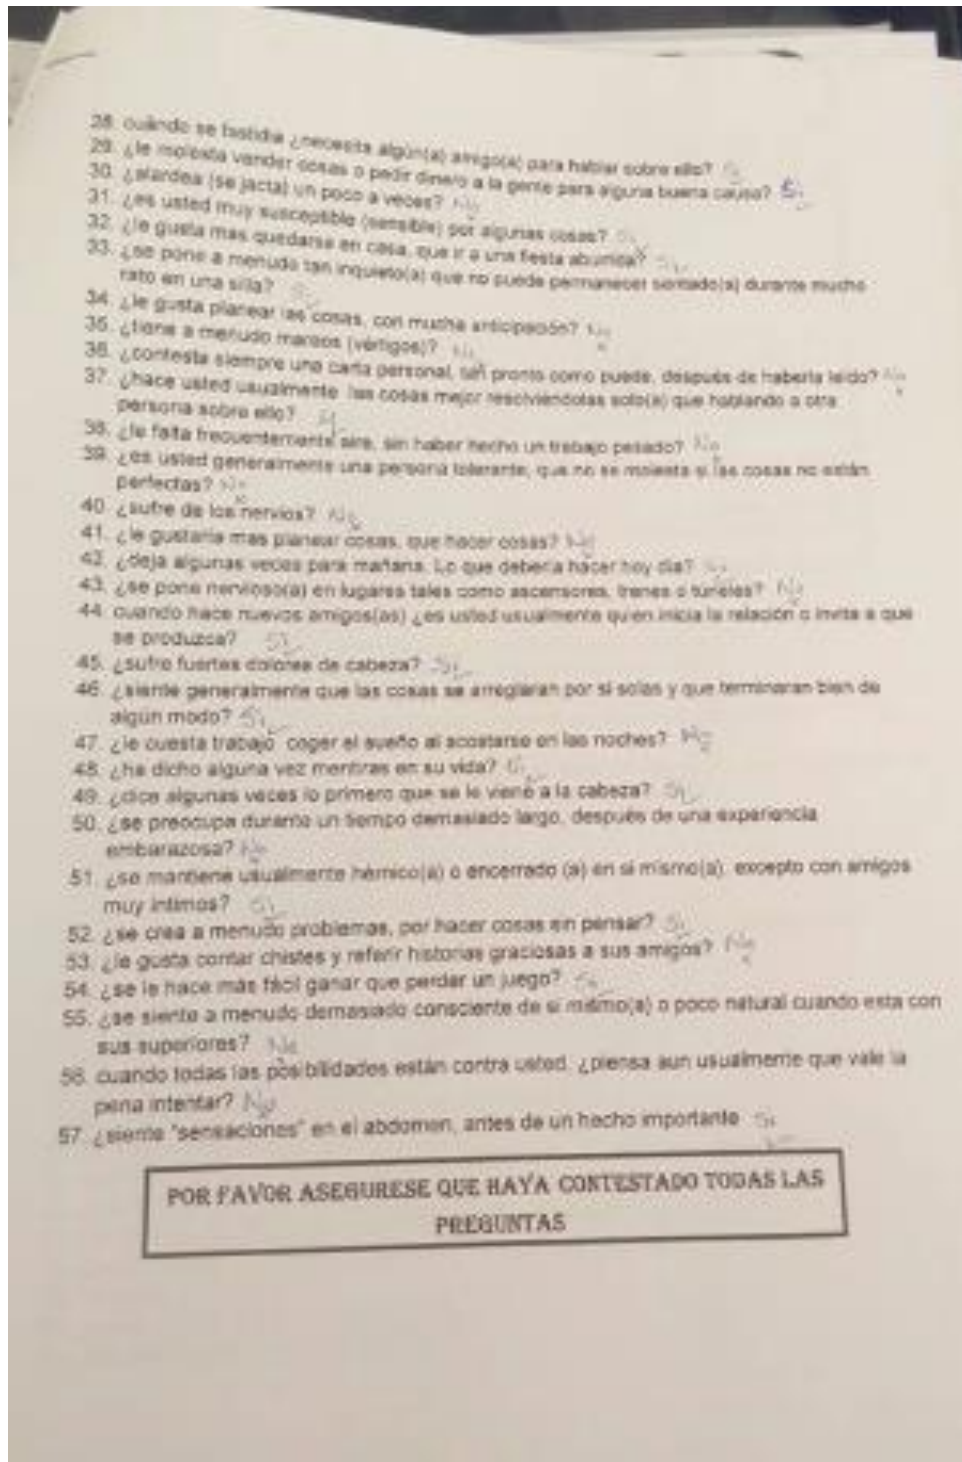 28. cuándo se fastidia ¿necesita algún(a) amigo(a) para hablar sobre ello? Si
29. ¿le molesta vender cosas o pedir dinero a la gente para alguna buena causa? Si
30. ¿alardea (se jacta) un poco a veces? No
31. ¿es usted muy susceptible (sensible) por algunas cosas? Si
32. ¿le gusta mas quedarse en casa, que ir a una fiesta aburrida? Si
33. ¿se pone a menudo tan inquieto(a) que no puede permanecer sentado(a) durante mucho
rato en una silla?
34. ¿le gusta planear las cosas, con mucha anticipación? No
35. ¿tiene a menudo mareos (vértigos)? No
36. ¿contesta siempre una carta personal, tan pronto como puede, después de haberla leído? No
37. ¿hace usted usualmente las cosas mejor resolviéndolas solo(a) que hablando a otra
persona sobre ello? Si
38. ¿le falta frecuentemente aire, sin haber hecho un trabajo pesado? No
39. ¿es usted generalmente una persona tolerante, que no se molesta si las cosas no están
perfectas? No
40. ¿sufre de los nervios? No
41. ¿le gustaría mas planear cosas, que hacer cosas? No
42. ¿deja algunas veces para mañana. Lo que debería hacer hoy día? Si
43. ¿se pone nervioso(a) en lugares tales como ascensores, trenes o túneles? No
44. cuando hace nuevos amigos(as) ¿es usted usualmente quien inicia la relación o invita a que
se produzca? Si
45. ¿sufre fuertes dolores de cabeza? Si
46. ¿siente generalmente que las cosas se arreglaran por si solas y que terminaran bien de
algún modo? Si
47. ¿le cuesta trabajo coger el sueño al acostarse en las noches? No
48. ¿ha dicho alguna vez mentiras en su vida? Si
49. ¿dice algunas veces lo primero que se le viene a la cabeza? Si
50. ¿se preocupa durante un tiempo demasiado largo, después de una experiencia
embarazosa? No
51. ¿se mantiene usualmente hérmico(a) o encerrado (a) en si mismo(a), excepto con amigos
muy íntimos? Si
52. ¿se crea a menudo problemas, por hacer cosas sin pensar? Si
53. ¿le gusta contar chistes y referir historias graciosas a sus amigos? No
54. ¿se le hace más fácil ganar que perder un juego? Si
55. ¿se siente a menudo demasiado consciente de si mismo(a) o poco natural cuando esta con
sus superiores? No
56. cuando todas las posibilidades están contra usted, ¿piensa aun usualmente que vale la
pena intentar? No
57. ¿siente "sensaciones" en el abdomen, antes de un hecho importante Si
POR FAVOR ASEGURESE QUE HAYA CONTESTADO TODAS LAS
PREGUNTAS